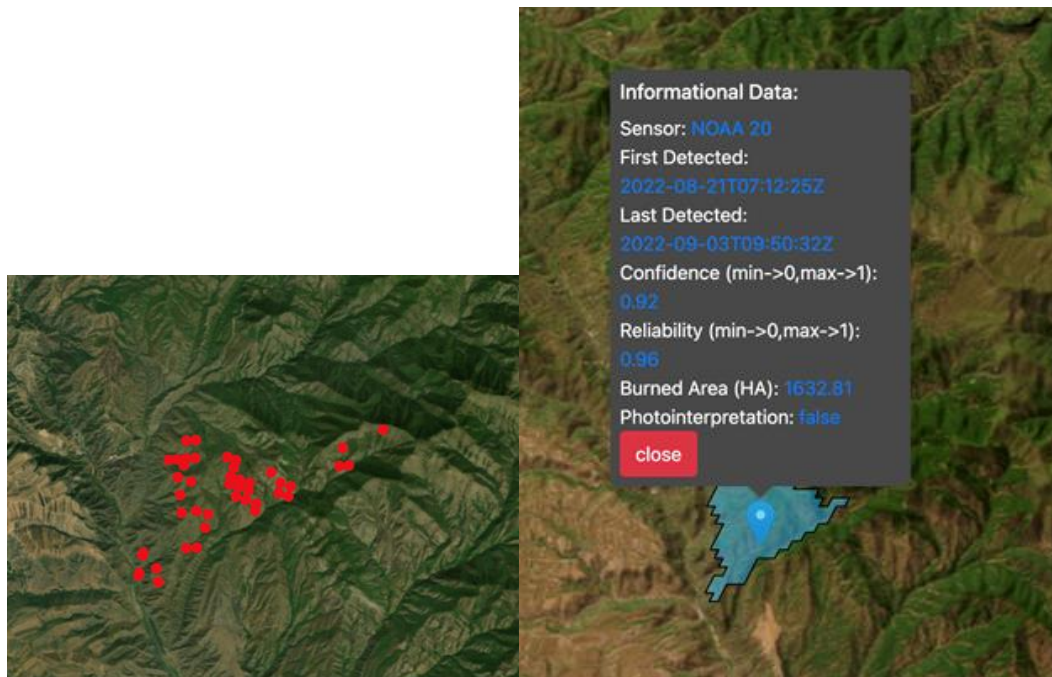 Informational Data:
Sensor: NOAA 20
First Detected:
2022-08-21T07:12:25Z
Last Detected:
2022-09-03T09:50:32Z
Confidence (min->0,max->1):
0.92
Reliability (min->0,max->1):
0.96
Burned Area (HA): 1632.81
Photointerpretation: false
close